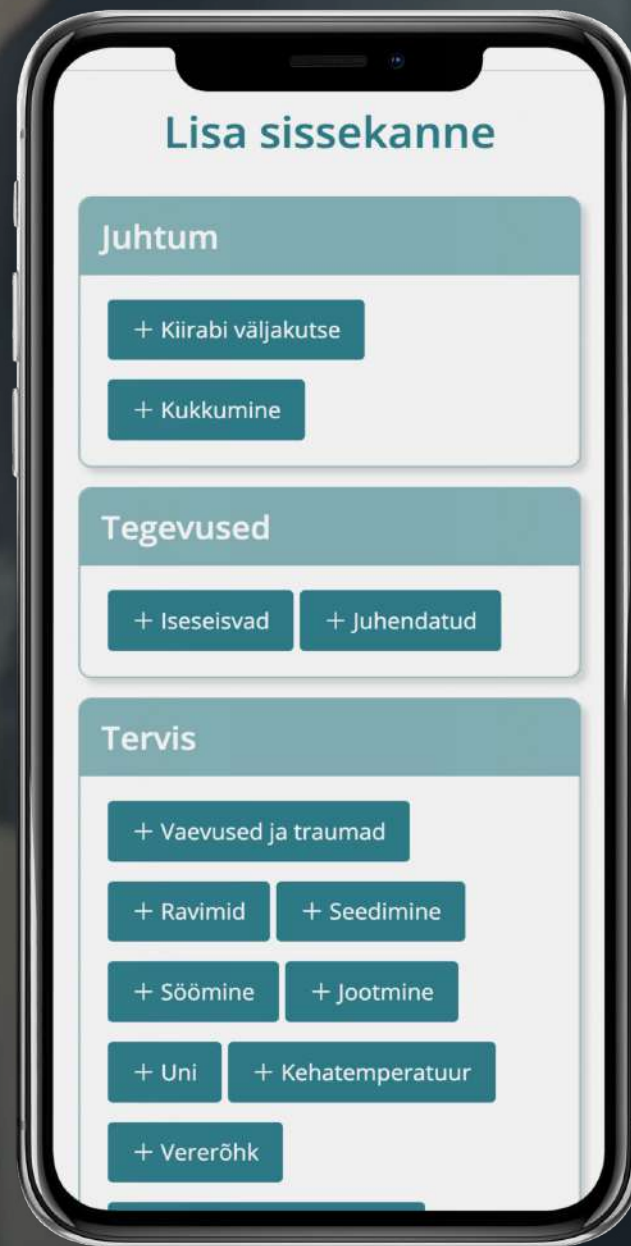 Lisa sissekanne
Juhtum
+ Kiirabi väljakutse
+ Kukkumine
Tegevused
+ Iseseisvad + Juhendatud
Tervis
+ Vaevused ja traumad
+ Ravimid + Seedimine
+ Söömine + Jootmine
+ Uni + Kehatemperatuur
+ Vererõhk